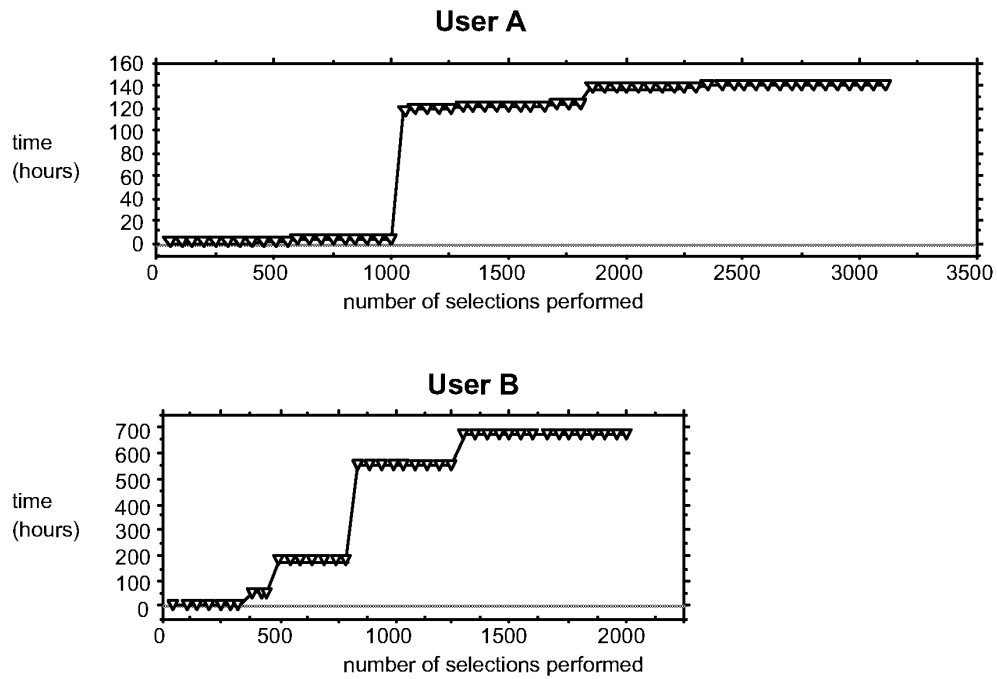 User A
160
140
120
100
80
60
40
20
0
time
(hours)
0 500 1000 1500 2000 2500 3000 3500
number of selections performed
User B
700
600
500
400
300
200
100
0
time
(hours)
0 500 1000 1500 2000
number of selections performed